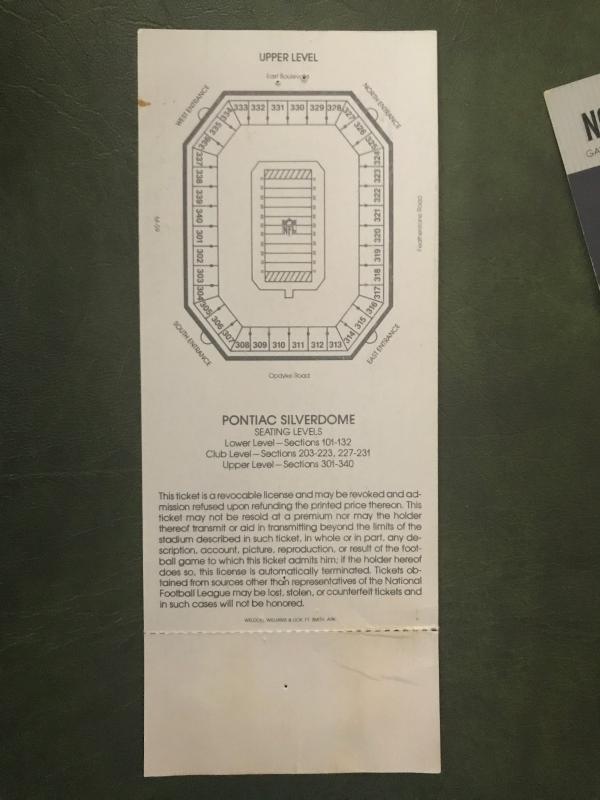 UPPER LEVEL
East Boulevard
WEST ENTRANCE
NORTH ENTRANCE
334 333 332 331 330 329 328 327
335 326
336 325
337 324
338 323
339 322
340 321
301 320
302 319
303 318
304 317
305 316
306 315
307 314
308 309 310 311 312 313
NFL
M-59
Featherstone Road
SOUTH ENTRANCE
EAST ENTRANCE
Opdyke Road
PONTIAC SILVERDOME
SEATING LEVELS
Lower Level—Sections 101-132
Club Level—Sections 203-223, 227-231
Upper Level—Sections 301-340
This ticket is a revocable license and may be revoked and ad-
mission refused upon refunding the printed price thereon. This
ticket may not be resold at a premium nor may the holder
thereof transmit or aid in transmitting beyond the limits of the
stadium described in such ticket, in whole or in part, any de-
scription, account, picture, reproduction, or result of the foot-
ball game to which this ticket admits him; if the holder hereof
does so, this license is automatically terminated. Tickets ob-
tained from sources other than representatives of the National
Football League may be lost, stolen, or counterfeit tickets and
in such cases will not be honored.
WELDON, WILLIAMS & LICK FT. SMITH, ARK.